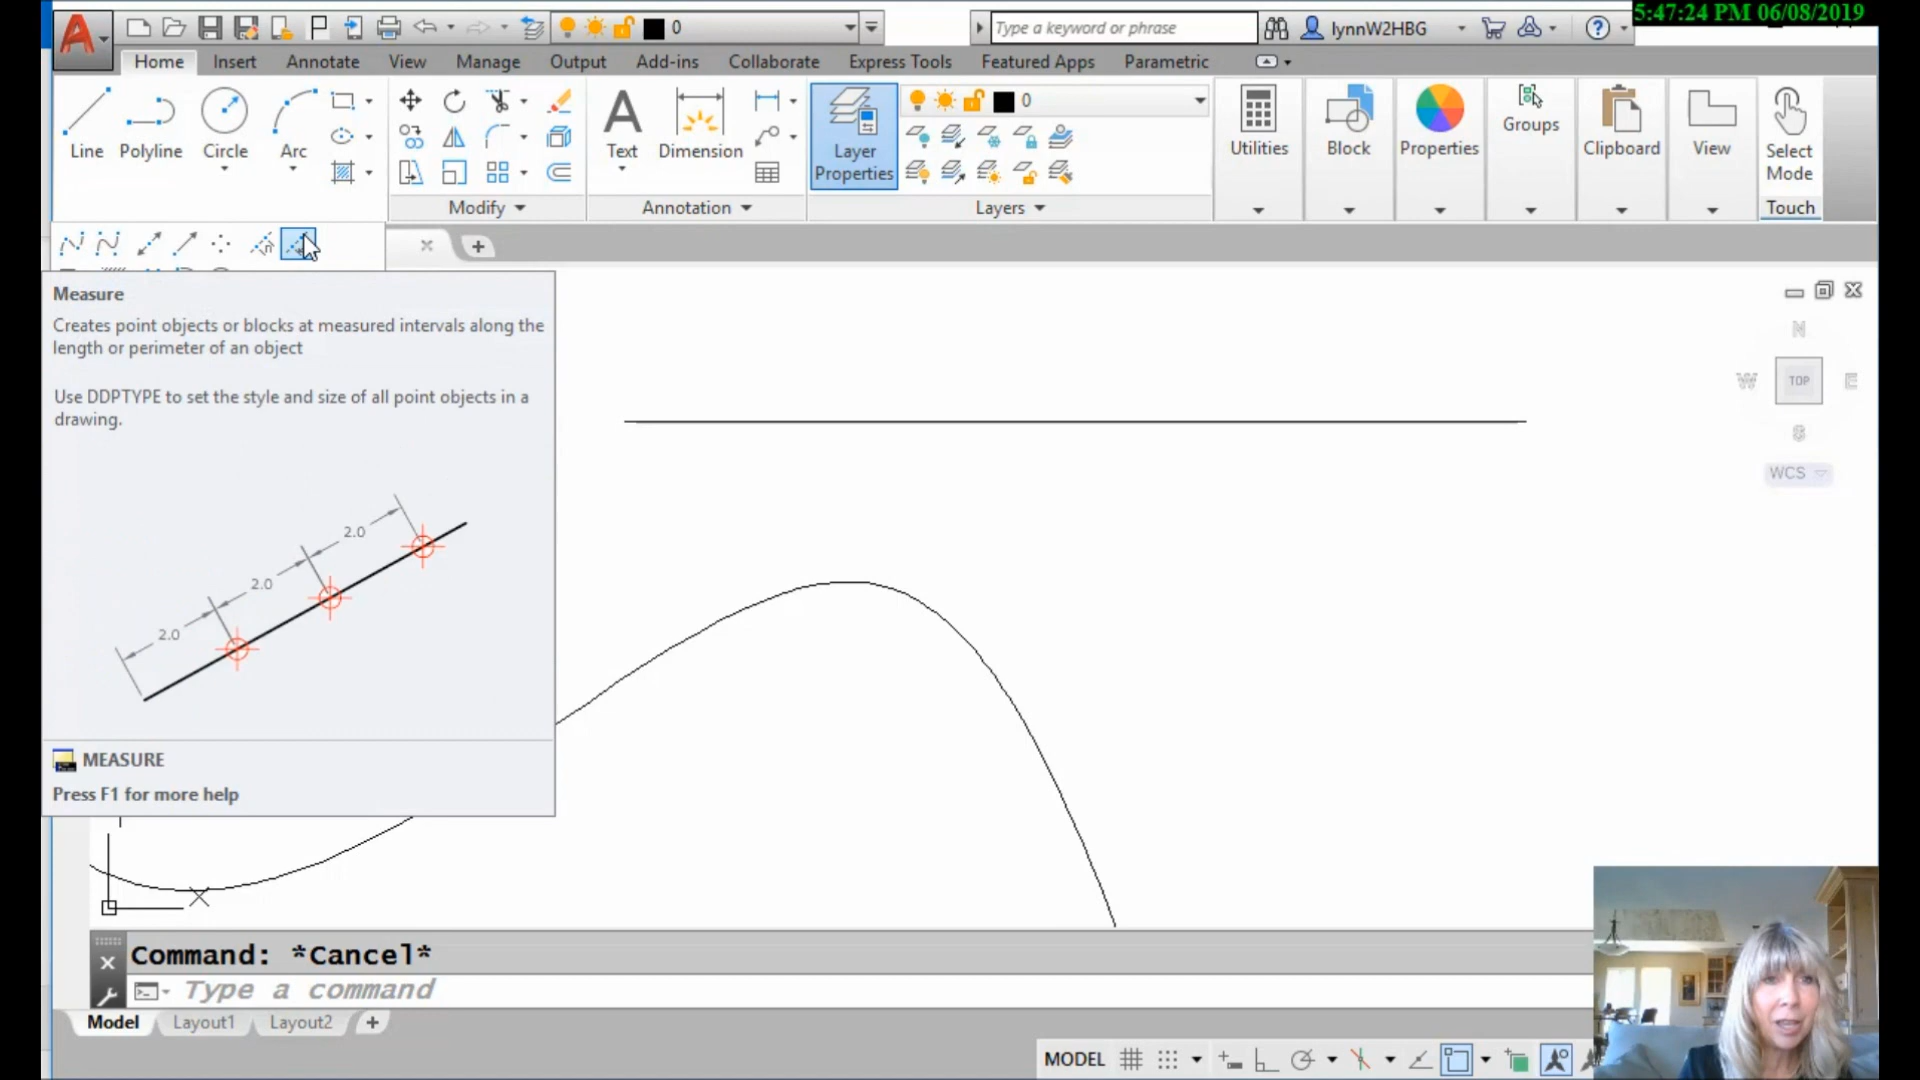 5:47:24 PM 06/08/2019
0
Type a keyword or phrase
lynnW2HBG
Home
Insert
Annotate
View
Manage
Output
Add-ins
Collaborate
Express Tools
Featured Apps
Parametric
Line
Polyline
Circle
Arc
Text
Dimension
Layer
Properties
0
Utilities
Block
Properties
Groups
Clipboard
View
Select
Mode
Modify
Annotation
Layers
Touch
Measure
Creates point objects or blocks at measured intervals along the
length or perimeter of an object
Use DDPTYPE to set the style and size of all point objects in a
drawing.
2.0
2.0
2.0
MEASURE
Press F1 for more help
N
W
TOP
E
S
WCS
Command: *Cancel*
Type a command
Model
Layout1
Layout2
MODEL